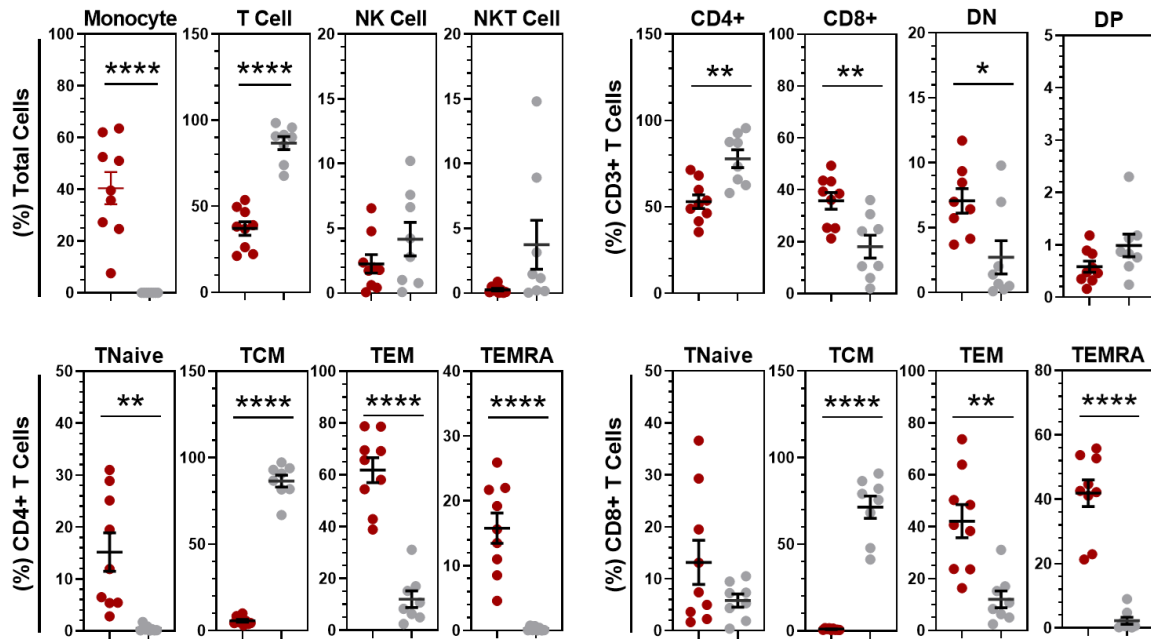 Monocyte T Cell NK Cell NKT Cell
(%) Total Cells
100 80 60 40 20 0
****
150 100 50 0
****
20 15 10 5 0
20 15 10 5 0
CD4+ CD8+ DN DP
(%) CD3+ T Cells
150 100 50 0
**
100 80 60 40 20 0
**
20 15 10 5 0
*
5 4 3 2 1 0
TNaive TCM TEM TEMRA
(%) CD4+ T Cells
50 40 30 20 10 0
**
150 100 50 0
****
100 80 60 40 20 0
****
40 30 20 10 0
****
TNaive TCM TEM TEMRA
(%) CD8+ T Cells
50 40 30 20 10 0
150 100 50 0
****
100 80 60 40 20 0
**
80 60 40 20 0
****